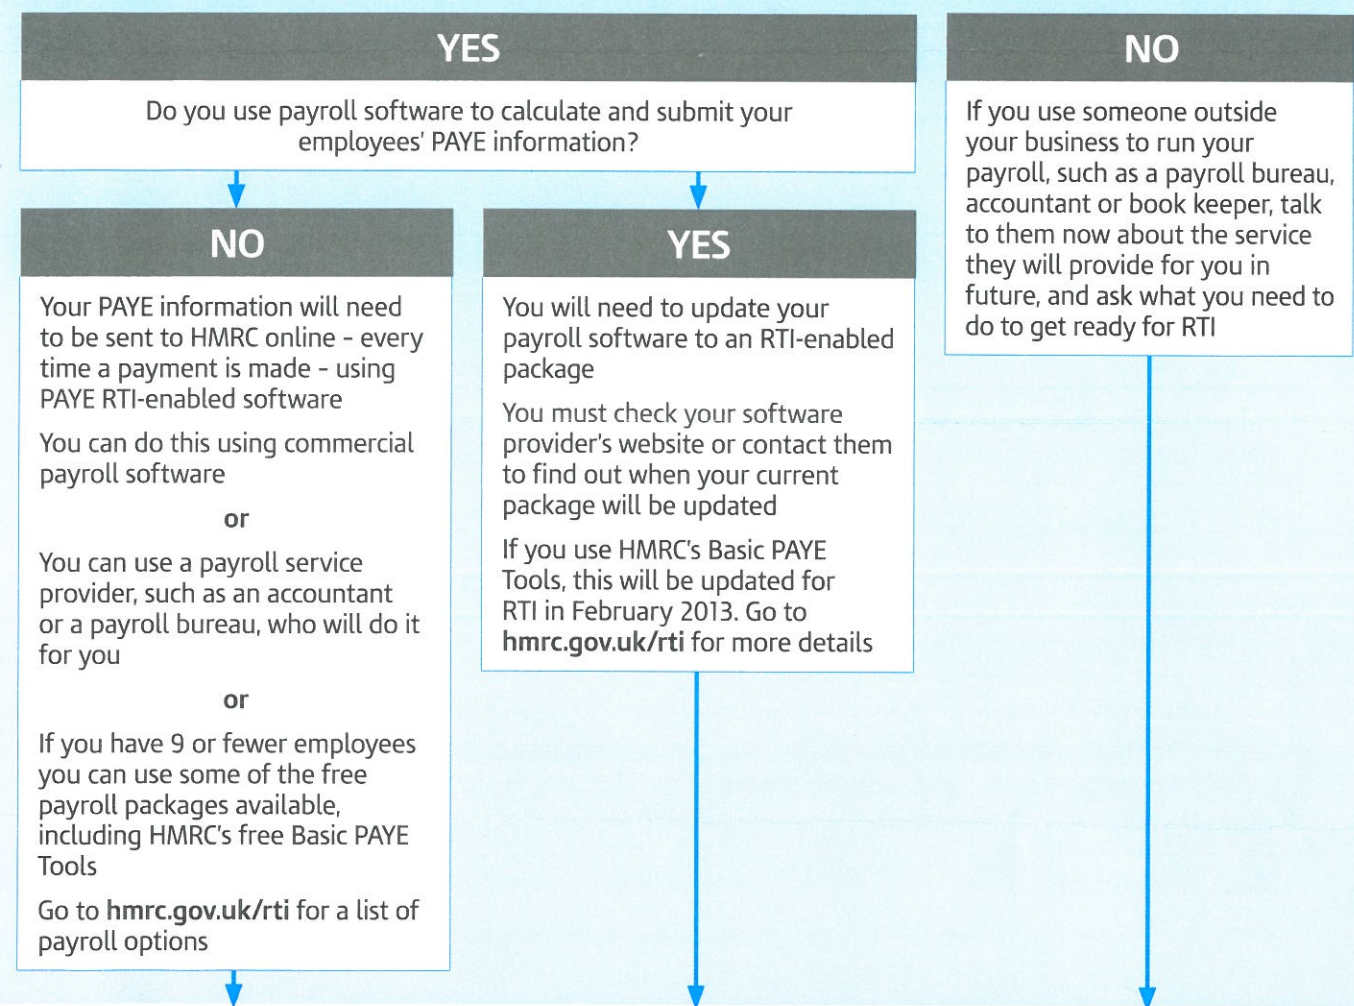 YES
Do you use payroll software to calculate and submit your
employees' PAYE information?
NO
Your PAYE information will need
to be sent to HMRC online – every
time a payment is made – using
PAYE RTI-enabled software
You can do this using commercial
payroll software
or
You can use a payroll service
provider, such as an accountant
or a payroll bureau, who will do it
for you
or
If you have 9 or fewer employees
you can use some of the free
payroll packages available,
including HMRC's free Basic PAYE
Tools
Go to hmrc.gov.uk/rti for a list of
payroll options
YES
You will need to update your
payroll software to an RTI-enabled
package
You must check your software
provider's website or contact them
to find out when your current
package will be updated
If you use HMRC's Basic PAYE
Tools, this will be updated for
RTI in February 2013. Go to
hmrc.gov.uk/rti for more details
NO
If you use someone outside
your business to run your
payroll, such as a payroll bureau,
accountant or book keeper, talk
to them now about the service
they will provide for you in
future, and ask what you need to
do to get ready for RTI